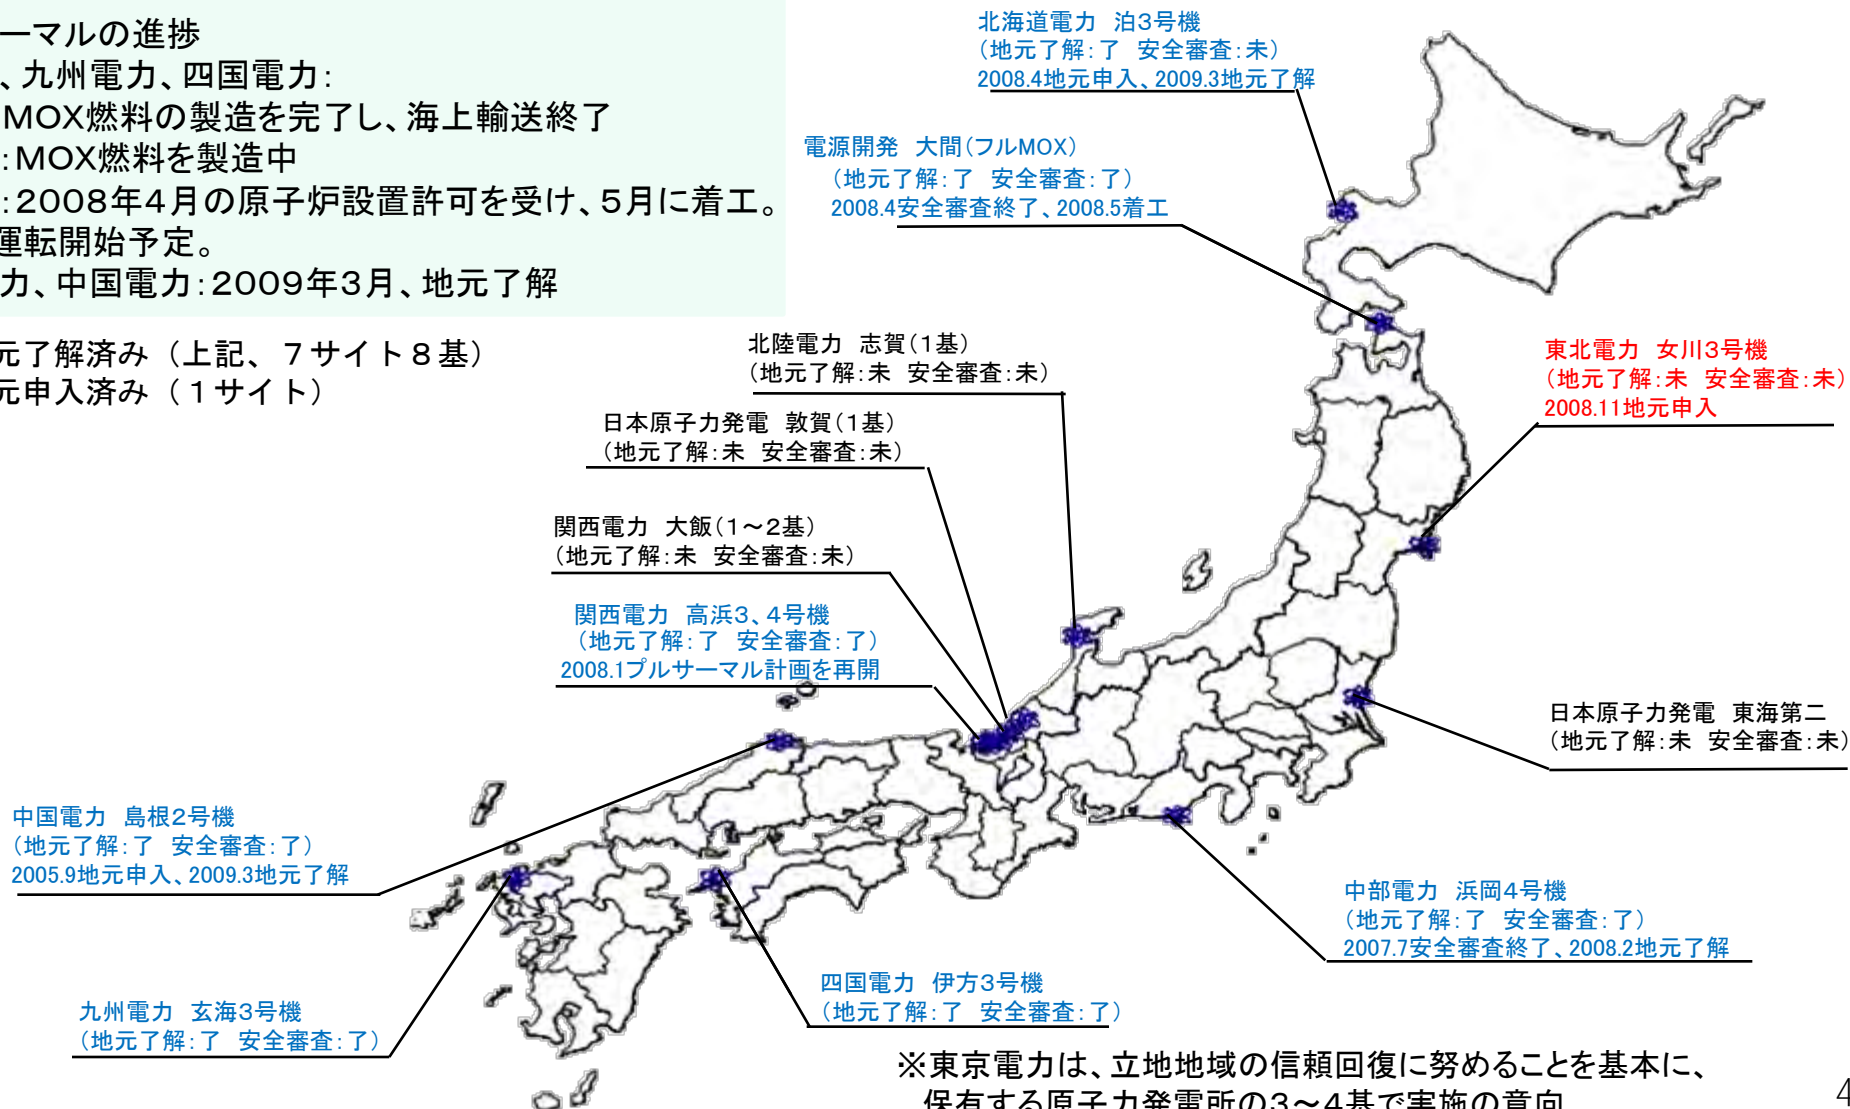 ーマルの進捗
、九州電力、四国電力：
ＭＯＸ燃料の製造を完了し、海上輸送終了
：ＭＯＸ燃料を製造中
：２００８年４月の原子炉設置許可を受け、５月に着工。
運転開始予定。
力、中国電力：２００９年３月、地元了解
元了解済み（上記、７サイト８基）
元申入済み（１サイト）
北海道電力　泊3号機
（地元了解：了　安全審査：未）
2008.4地元申入、2009.3地元了解
電源開発　大間（フルMOX）
（地元了解：了　安全審査：了）
2008.4安全審査終了、2008.5着工
北陸電力　志賀（1基）
（地元了解：未　安全審査：未）
東北電力　女川3号機
（地元了解：未　安全審査：未）
2008.11地元申入
日本原子力発電　敦賀（1基）
（地元了解：未　安全審査：未）
関西電力　大飯（1～2基）
（地元了解：未　安全審査：未）
関西電力　高浜3、4号機
（地元了解：了　安全審査：了）
2008.1プルサーマル計画を再開
日本原子力発電　東海第二
（地元了解：未　安全審査：未）
中国電力　島根2号機
（地元了解：了　安全審査：了）
2005.9地元申入、2009.3地元了解
中部電力　浜岡4号機
（地元了解：了　安全審査：了）
2007.7安全審査終了、2008.2地元了解
四国電力　伊方3号機
（地元了解：了　安全審査：了）
九州電力　玄海3号機
（地元了解：了　安全審査：了）
※東京電力は、立地地域の信頼回復に努めることを基本に、
保有する原子力発電所の3～4基で実施の意向
4